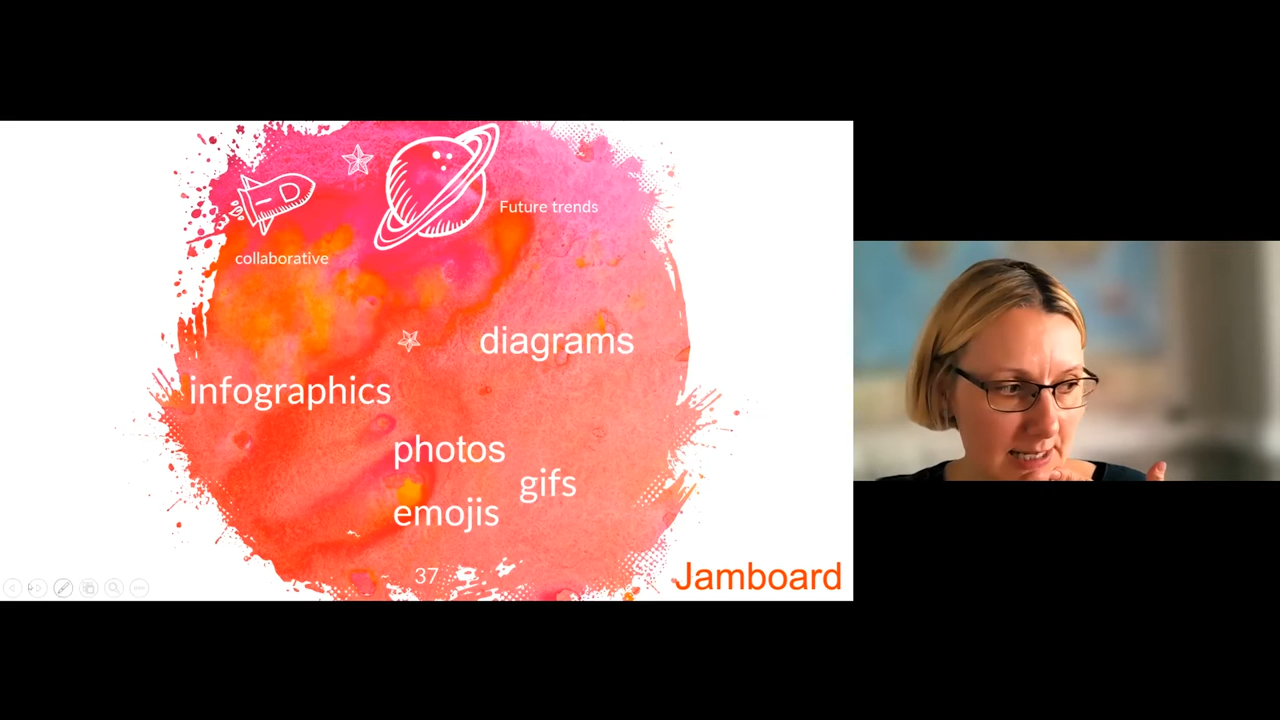 Future trends
collaborative
diagrams
infographics
photos
gifs
emojis
37
Jamboard